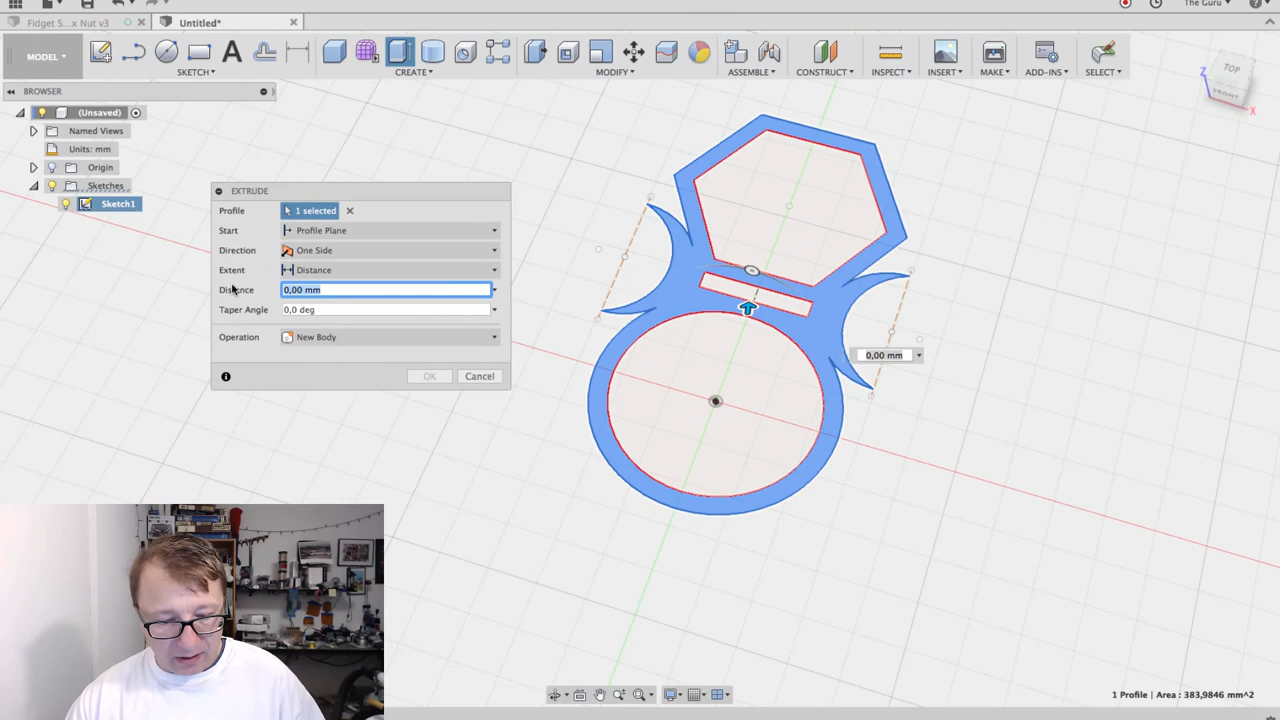 The Guru
Fidget S...x Nut v3
Untitled*
MODEL
SKETCH
CREATE
MODIFY
ASSEMBLE
CONSTRUCT
INSPECT
INSERT
MAKE
ADD-INS
SELECT
BROWSER
(Unsaved)
Named Views
Units: mm
Origin
Sketches
Sketch1
EXTRUDE
Profile 1 selected
Start Profile Plane
Direction One Side
Extent Distance
Distance 0,00 mm
Taper Angle 0,0 deg
Operation New Body
OK Cancel
TOP
FRONT
Z
X
0,00 mm
1 Profile | Area : 383,9846 mm^2